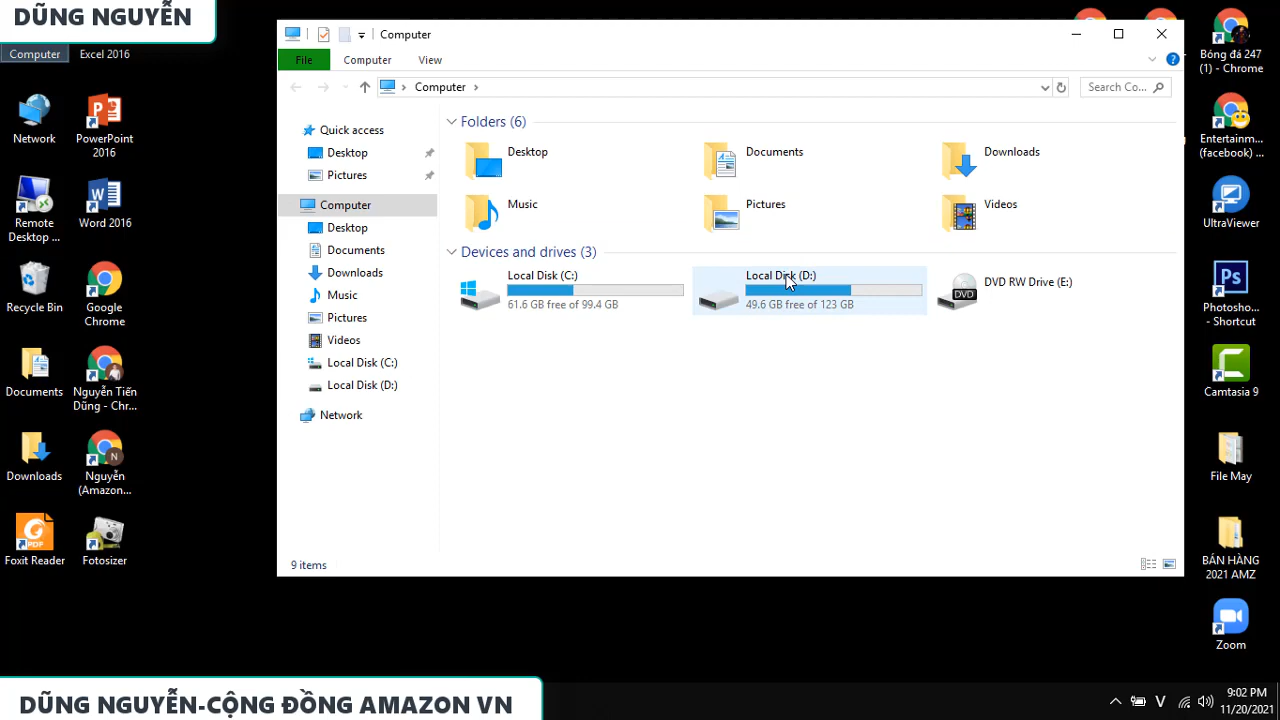 DŨNG NGUYỄN
Computer
Excel 2016
Network
PowerPoint
2016
Remote
Desktop ...
Word 2016
Recycle Bin
Google
Chrome
Documents
Nguyễn Tiến
Dũng - Chr...
Downloads
Nguyễn
(Amazon...
Foxit Reader
Fotosizer
Computer
File
Computer
View
Computer
Search Co...
Quick access
Desktop
Pictures
Computer
Desktop
Documents
Downloads
Music
Pictures
Videos
Local Disk (C:)
Local Disk (D:)
Network
Folders (6)
Desktop
Documents
Downloads
Music
Pictures
Videos
Devices and drives (3)
Local Disk (C:)
61.6 GB free of 99.4 GB
Local Disk (D:)
49.6 GB free of 123 GB
DVD RW Drive (E:)
DVD
9 items
Bóng đá 247
(1) - Chrome
Entertainm...
(facebook) ...
UltraViewer
Ps
Photosho...
- Shortcut
Camtasia 9
File May
BÁN HÀNG
2021 AMZ
Zoom
DŨNG NGUYỄN-CỘNG ĐỒNG AMAZON VN
V
9:02 PM
11/20/2021